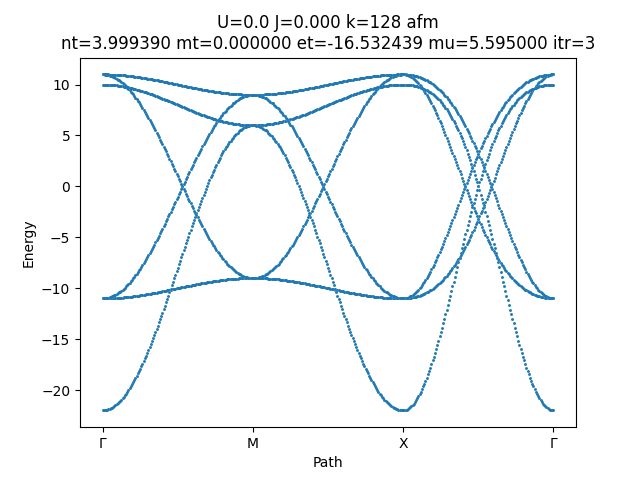 U=0.0 J=0.000 k=128 afm
nt=3.999390 mt=0.000000 et=-16.532439 mu=5.595000 itr=3
10
5
0
−5
−10
−15
−20
Energy
Γ M X Γ
Path